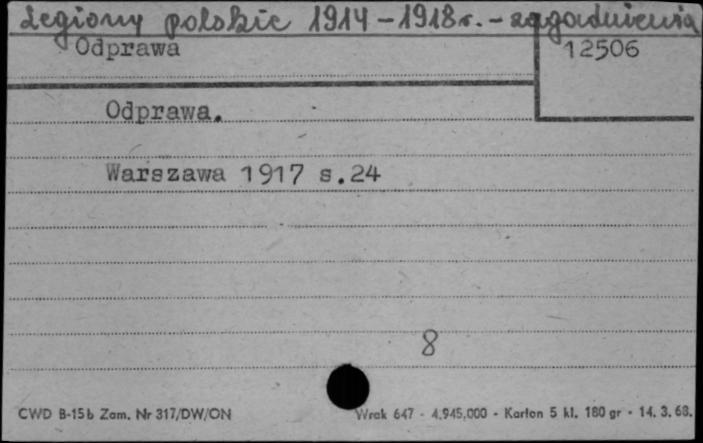 Legiony polskie 1914-1918r. - zagadnienia
Odprawa
12506
Odprawa.
Warszawa 1917 s.24
8
CWD B-15b Zam. Nr 317/DW/ON
Wrak 647 - 4.945.000 - Karton 5 kl. 180 gr - 14. 3. 68.